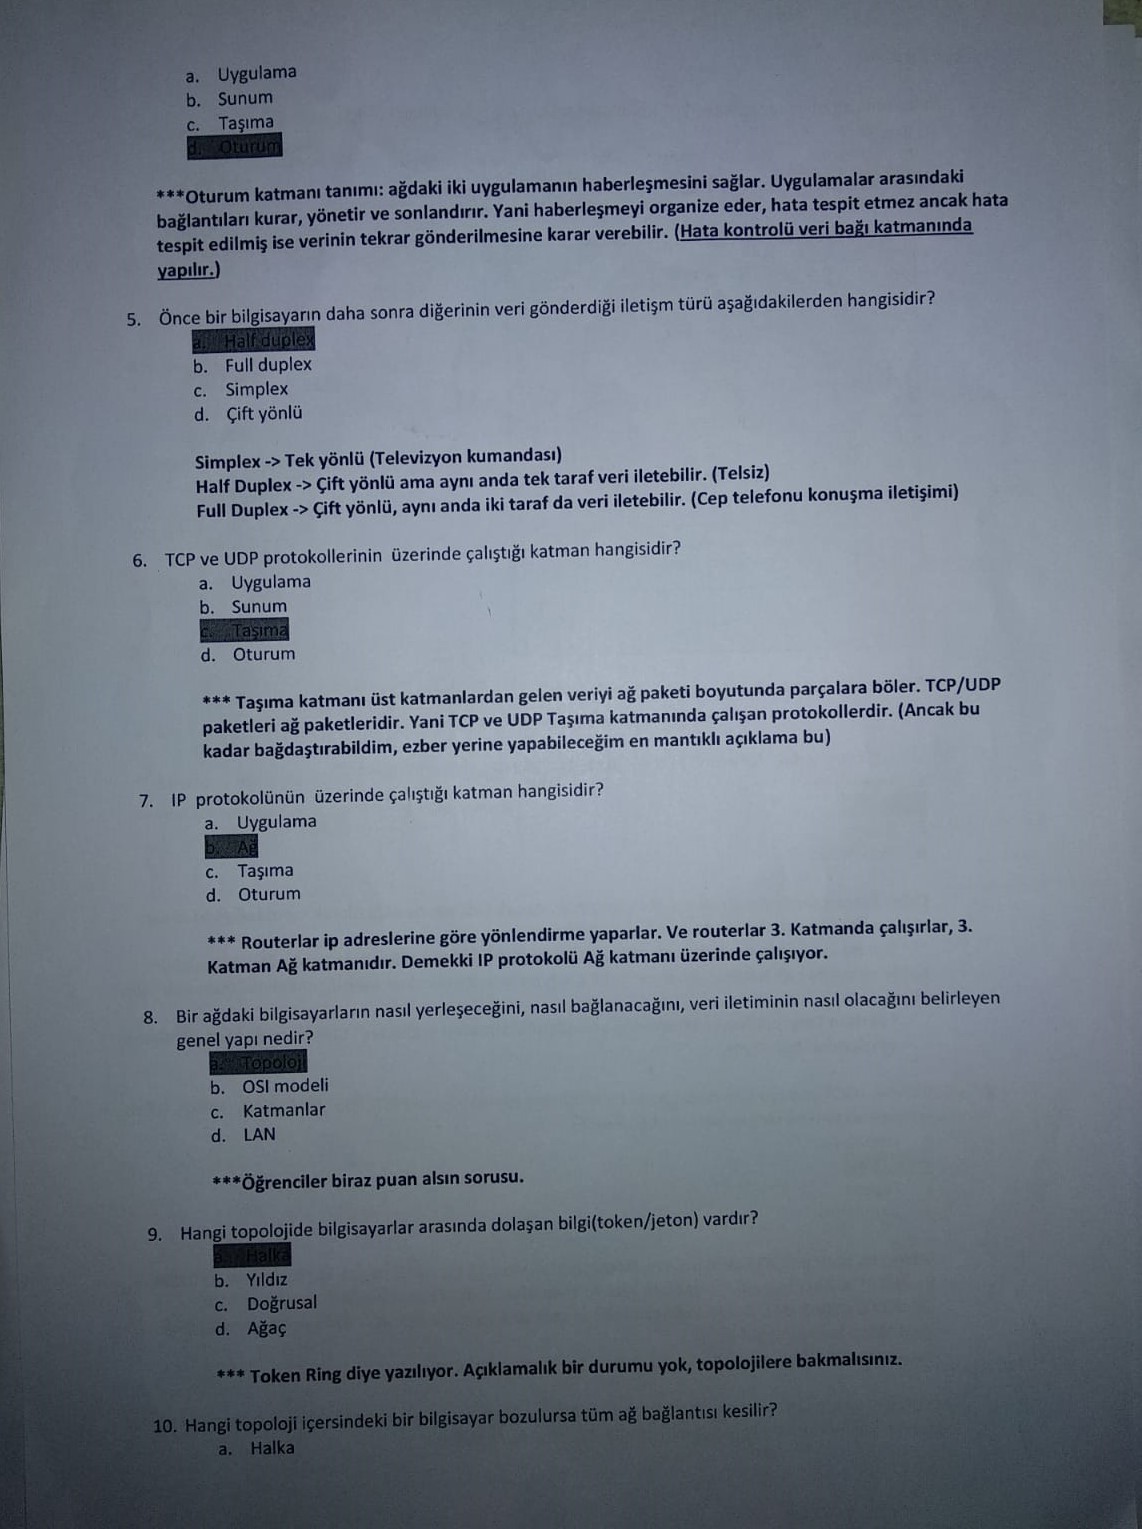 a. Uygulama
b. Sunum
c. Taşıma
d. Oturum
***Oturum katmanı tanımı: ağdaki iki uygulamanın haberleşmesini sağlar. Uygulamalar arasındaki
bağlantıları kurar, yönetir ve sonlandırır. Yani haberleşmeyi organize eder, hata tespit etmez ancak hata
tespit edilmiş ise verinin tekrar gönderilmesine karar verebilir. (Hata kontrolü veri bağı katmanında
yapılır.)
5. Önce bir bilgisayarın daha sonra diğerinin veri gönderdiği iletişm türü aşağıdakilerden hangisidir?
a. Half duplex
b. Full duplex
c. Simplex
d. Çift yönlü
Simplex -> Tek yönlü (Televizyon kumandası)
Half Duplex -> Çift yönlü ama aynı anda tek taraf veri iletebilir. (Telsiz)
Full Duplex -> Çift yönlü, aynı anda iki taraf da veri iletebilir. (Cep telefonu konuşma iletişimi)
6. TCP ve UDP protokollerinin üzerinde çalıştığı katman hangisidir?
a. Uygulama
b. Sunum
c. Taşıma
d. Oturum
*** Taşıma katmanı üst katmanlardan gelen veriyi ağ paketi boyutunda parçalara böler. TCP/UDP
paketleri ağ paketleridir. Yani TCP ve UDP Taşıma katmanında çalışan protokollerdir. (Ancak bu
kadar bağdaştırabildim, ezber yerine yapabileceğim en mantıklı açıklama bu)
7. IP protokolünün üzerinde çalıştığı katman hangisidir?
a. Uygulama
b. Ağ
c. Taşıma
d. Oturum
*** Routerlar ip adreslerine göre yönlendirme yaparlar. Ve routerlar 3. Katmanda çalışırlar, 3.
Katman Ağ katmanıdır. Demekki IP protokolü Ağ katmanı üzerinde çalışıyor.
8. Bir ağdaki bilgisayarların nasıl yerleşeceğini, nasıl bağlanacağını, veri iletiminin nasıl olacağını belirleyen
genel yapı nedir?
a. Topoloji
b. OSI modeli
c. Katmanlar
d. LAN
***Öğrenciler biraz puan alsın sorusu.
9. Hangi topolojide bilgisayarlar arasında dolaşan bilgi(token/jeton) vardır?
a. Halka
b. Yıldız
c. Doğrusal
d. Ağaç
*** Token Ring diye yazılıyor. Açıklamalık bir durumu yok, topolojilere bakmalısınız.
10. Hangi topoloji içersindeki bir bilgisayar bozulursa tüm ağ bağlantısı kesilir?
a. Halka